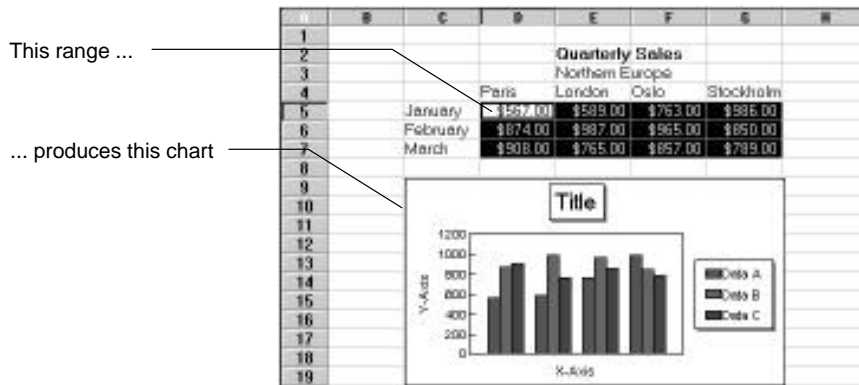 A B C D E F G H
1
This range ...
2 Quarterly Sales
3 Northern Europe
4 Paris London Oslo Stockholm
5 January $567.00 $589.00 $763.00 $986.00
6 February $874.00 $987.00 $965.00 $850.00
7 March $908.00 $765.00 $857.00 $789.00
... produces this chart
8
9
10
11
12
13
14
15
16
17
18
19
Title
1200
1000
800
600
400
200
0
Y-Axis
X-Axis
Data A
Data B
Data C